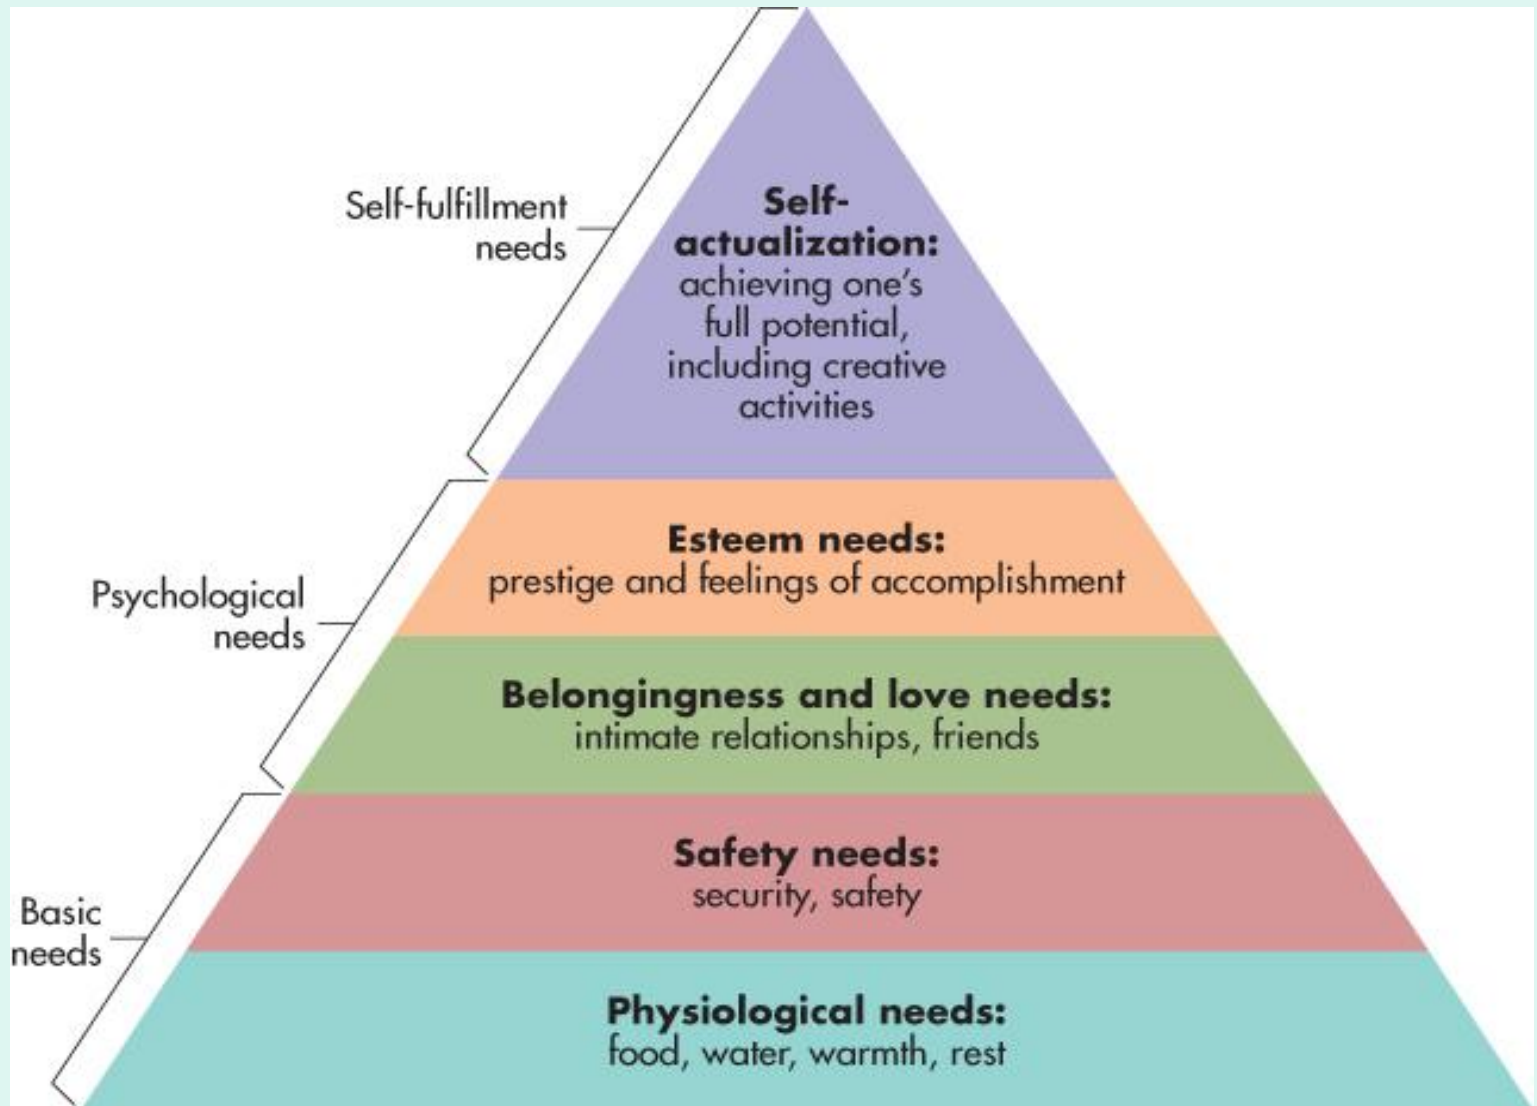 Self-fulfillment
needs
Self-
actualization:
achieving one's
full potential,
including creative
activities
Psychological
needs
Esteem needs:
prestige and feelings of accomplishment
Belongingness and love needs:
intimate relationships, friends
Basic
needs
Safety needs:
security, safety
Physiological needs:
food, water, warmth, rest